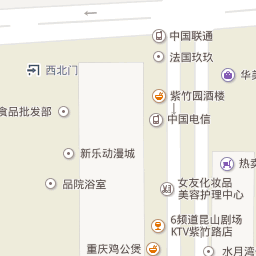 中国联通
法国玖玖
西北门
华美
紫竹园酒楼
食品批发部
中国电信
新乐动漫城
紫竹
品院浴室
女友化妆品
美容护理中心
6频道昆山剧场
KTV紫竹路店
重庆鸡公煲
水月湾